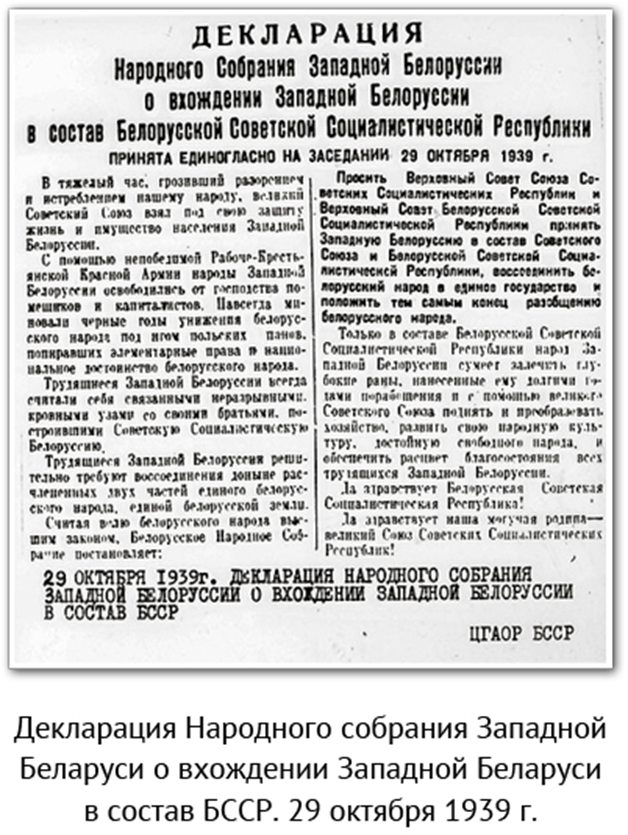 ДЕКЛАРАЦИЯ
Народного Собрания Западной Белоруссии
о вхождении Западной Белоруссии
в состав Белорусской Советской Социалистической Республики
ПРИНЯТА ЕДИНОГЛАСНО НА ЗАСЕДАНИИ 29 ОКТЯБРЯ 1939 г.
В тяжелый час, грозивший разорением
и истреблением нашему народу, великий
Советский Союз взял под свою защиту
жизнь и имущество населения Западной
Белоруссии.
С помощью непобедимой Рабоче-Кресть-
янской Красной Армии народы Западной
Белоруссии освободились от господства по-
мещиков и капиталистов. Навсегда ми-
новали черные годы унижения белорус-
ского народа под игом польских панов,
попиравших элементарные права и нацио-
нальное достоинство белорусского народа.
Трудящиеся Западной Белоруссии всегда
считали себя связанными неразрывными,
кровными узами со своими братьями, по-
строившими Советскую Социалистическую
Белоруссию.
Трудящиеся Западной Белоруссии реши-
тельно требуют воссоединения доныне рас-
члененных двух частей единого белорус-
ского народа, единой белорусской земли.
Считая волю белорусского народа выс-
шим законом, Белорусское Народное Соб-
рание постановляет:
Просить Верховный Совет Союза Со-
ветских Социалистических Республик и
Верховный Совэт Белорусской Советской
Социалистической Республики принять
Западную Белоруссию в состав Советского
Союза и Белорусской Советской Социа-
листической Республики, воссоединить бе-
лорусский народ в единое государство и
положить тем самым конец разобщению
белорусского народа.
Только в составе Белорусской Советской
Социалистической Республики народ За-
падной Белоруссии сумеет залечить глу-
бокие раны, нанесенные ему долгими го-
дами порабощения и с помощью велико-го
Советского Союза поднять и преобразовать
хозяйство, развить свою народную куль-
туру, достойную свободного народа, и
обеспечить расцвет благосостояния всех
трудящихся Западной Белоруссии.
Да здравствует Белорусская Советская
Социалистическая Республика!
Да здравствует наша могучая родина—
великий Союз Советских Социалистических
Республик!
29 ОКТЯБРЯ 1939г. ДЕКЛАРАЦИЯ НАРОДНОГО СОБРАНИЯ
ЗАПАДНОЙ БЕЛОРУССИИ О ВХОЖДЕНИИ ЗАПАДНОЙ БЕЛОРУССИИ
В СОСТАВ БССР
ЦГАОР БССР
Декларация Народного собрания Западной
Беларуси о вхождении Западной Беларуси
в состав БССР. 29 октября 1939 г.